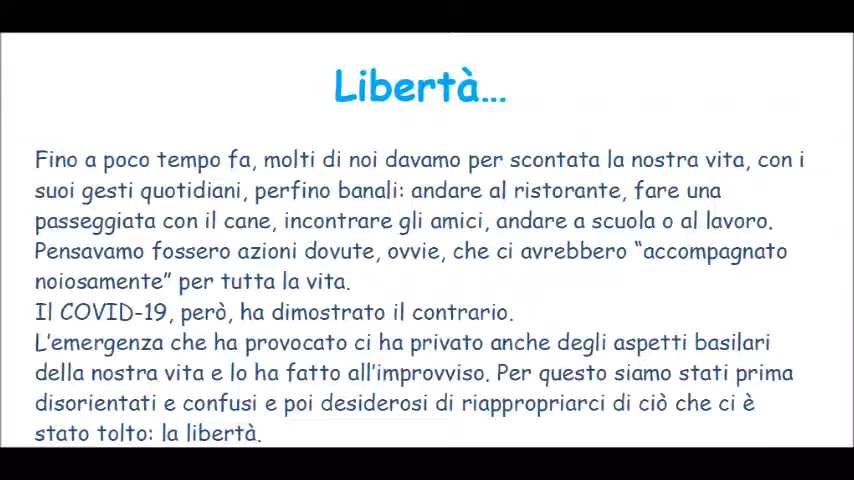 Libertà...
Fino a poco tempo fa, molti di noi davamo per scontata la nostra vita, con i
suoi gesti quotidiani, perfino banali: andare al ristorante, fare una
passeggiata con il cane, incontrare gli amici, andare a scuola o al lavoro.
Pensavamo fossero azioni dovute, ovvie, che ci avrebbero “accompagnato
noiosamente” per tutta la vita.
Il COVID-19, però, ha dimostrato il contrario.
L’emergenza che ha provocato ci ha privato anche degli aspetti basilari
della nostra vita e lo ha fatto all’improvviso. Per questo siamo stati prima
disorientati e confusi e poi desiderosi di riappropriarci di ciò che ci è
stato tolto: la libertà.